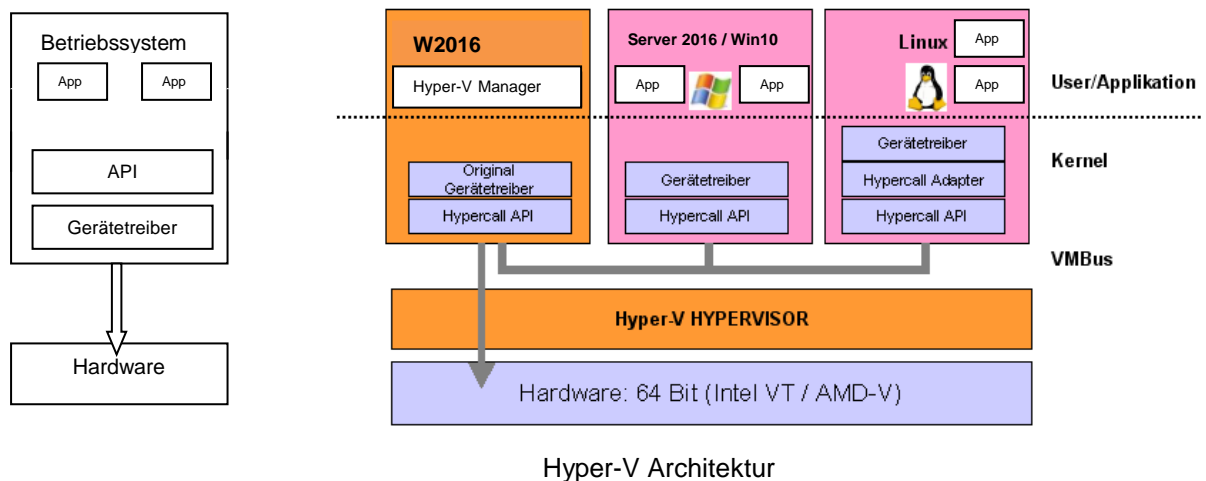 Betriebssystem
App
App
API
Gerätetreiber
Hardware
W2016
Hyper-V Manager
Original
Gerätetreiber
Hypercall API
Server 2016 / Win10
App
App
Gerätetreiber
Hypercall API
Linux
App
App
Gerätetreiber
Hypercall Adapter
Hypercall API
User/Applikation
Kernel
VMBus
Hyper-V HYPERVISOR
Hardware: 64 Bit (Intel VT / AMD-V)
Hyper-V Architektur